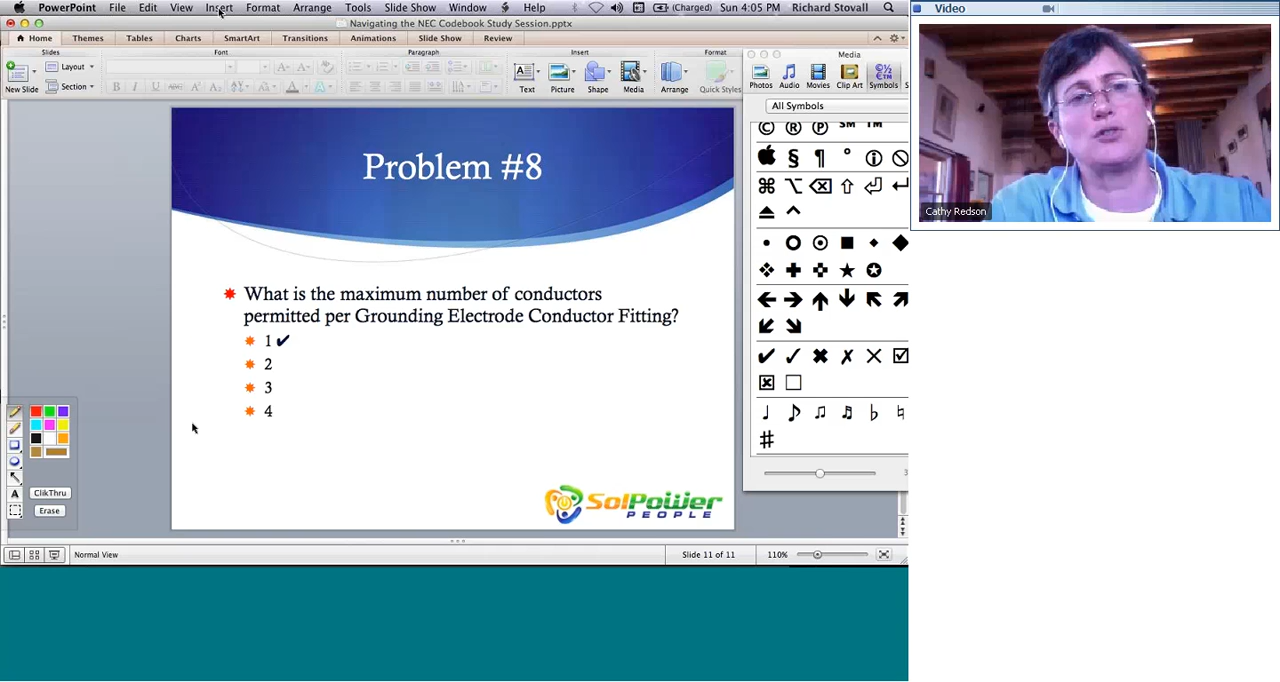 PowerPoint File Edit View Insert Format Arrange Tools Slide Show Window Help (Charged) Sun 4:05 PM Richard Stovall
Navigating the NEC Codebook Study Session.pptx
Home Themes Tables Charts SmartArt Transitions Animations Slide Show Review
Slides Font Paragraph Insert Format
Layout
Section
New Slide
Text Picture Shape Media Arrange Quick Styles
Media
Photos Audio Movies Clip Art Symbols
All Symbols
Problem #8
What is the maximum number of conductors
permitted per Grounding Electrode Conductor Fitting?
1 ✔
2
3
4
SolPower
PEOPLE
ClikThru
Erase
Normal View Slide 11 of 11 110%
Video
Cathy Redson